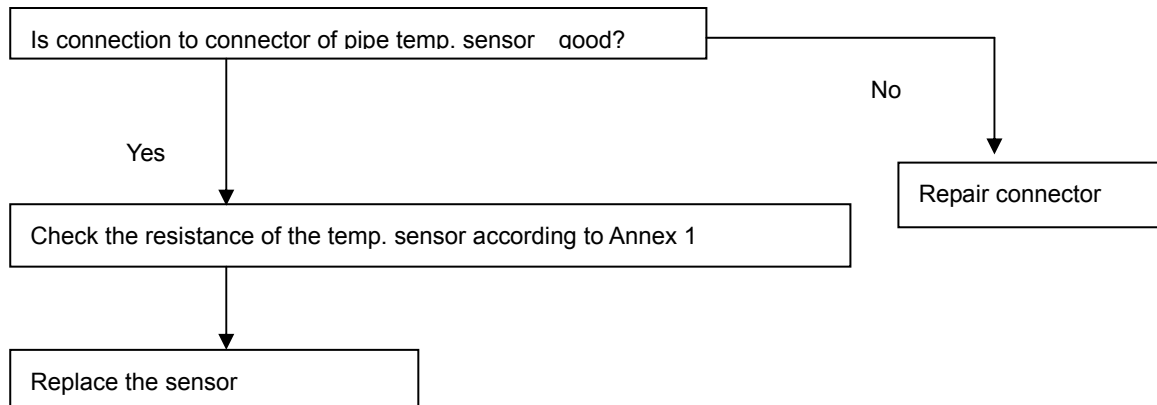 Is connection to connector of pipe temp. sensor good?
No
Yes
Repair connector
Check the resistance of the temp. sensor according to Annex 1
Replace the sensor